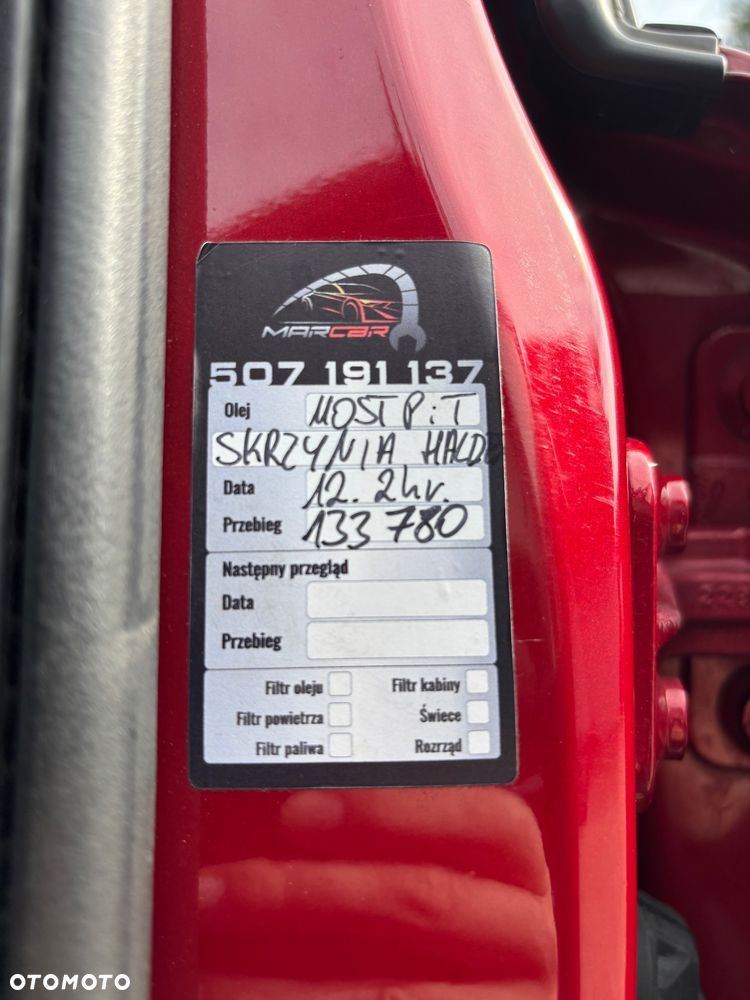 MARCAR
507 191 137
Olej MOST P i T
SKRZYNIA HALDE
Data 12.24r.
Przebieg 133 780
Następny przegląd
Data
Przebieg
Filtr oleju Filtr kabiny
Filtr powietrza Świece
Filtr paliwa Rozrząd
OTOMOTO